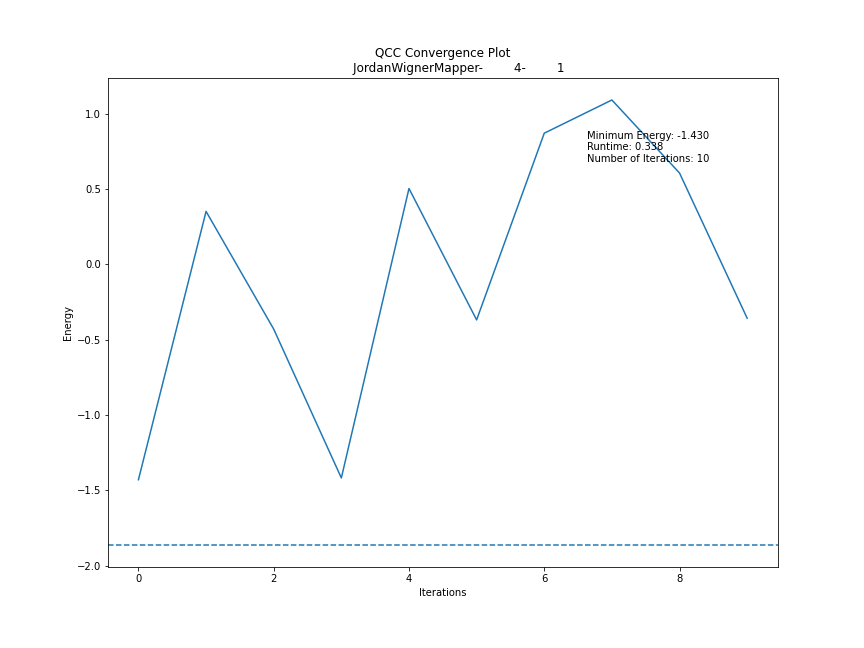 QCC Convergence Plot
JordanWignerMapper- 4- 1
1.0
0.5
0.0
−0.5
−1.0
−1.5
−2.0
Energy
Minimum Energy: -1.430
Runtime: 0.338
Number of Iterations: 10
0 2 4 6 8
Iterations